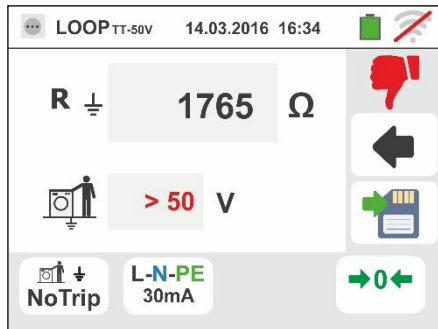 LOOP TT-50V 14.03.2016 16:34
R 1765 Ω
> 50 V
NoTrip L-N-PE 30mA →0←